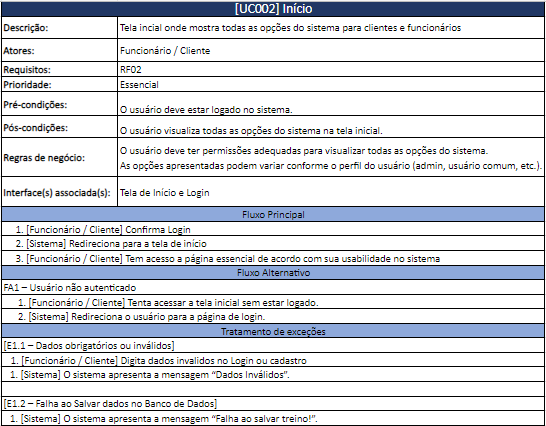 [UC002] Início
Descrição: Tela incial onde mostra todas as opções do sistema para clientes e funcionários
Atores: Funcionário / Cliente
Requisitos: RF02
Prioridade: Essencial
Pré-condições: O usuário deve estar logado no sistema.
Pós-condições: O usuário visualiza todas as opções do sistema na tela inicial.
Regras de negócio: O usuário deve ter permissões adequadas para visualizar todas as opções do sistema.
As opções apresentadas podem variar conforme o perfil do usuário (admin, usuário comum, etc.).
Interface(s) associada(s): Tela de Início e Login
Fluxo Principal
1. [Funcionário / Cliente] Confirma Login
2. [Sistema] Redireciona para a tela de início
3. [Funcionário / Cliente] Tem acesso a página essencial de acordo com sua usabilidade no sistema
Fluxo Alternativo
FA1 – Usuário não autenticado
1. [Funcionário / Cliente] Tenta acessar a tela inicial sem estar logado.
2. [Sistema] Redireciona o usuário para a página de login.
Tratamento de exceções
[E1.1 – Dados obrigatórios ou inválidos]
1. [Funcionário / Cliente] Digita dados invalidos no Login ou cadastro
1. [Sistema] O sistema apresenta a mensagem “Dados Inválidos”.
[E1.2 – Falha ao Salvar dados no Banco de Dados]
1. [Sistema] O sistema apresenta a mensagem “Falha ao salvar treino!”.